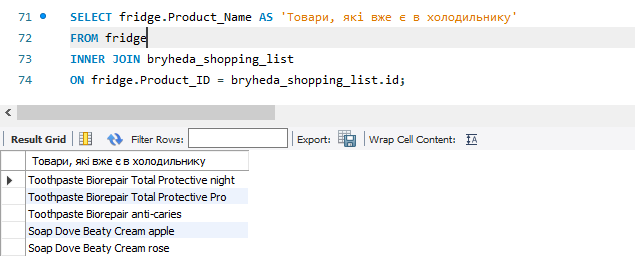 71 SELECT fridge.Product_Name AS 'Товари, які вже є в холодильнику'
72 FROM fridge
73 INNER JOIN bryheda_shopping_list
74 ON fridge.Product_ID = bryheda_shopping_list.id;
Result Grid Filter Rows: Export: Wrap Cell Content:
Товари, які вже є в холодильнику
Toothpaste Biorepair Total Protective night
Toothpaste Biorepair Total Protective Pro
Toothpaste Biorepair anti-caries
Soap Dove Beaty Cream apple
Soap Dove Beaty Cream rose